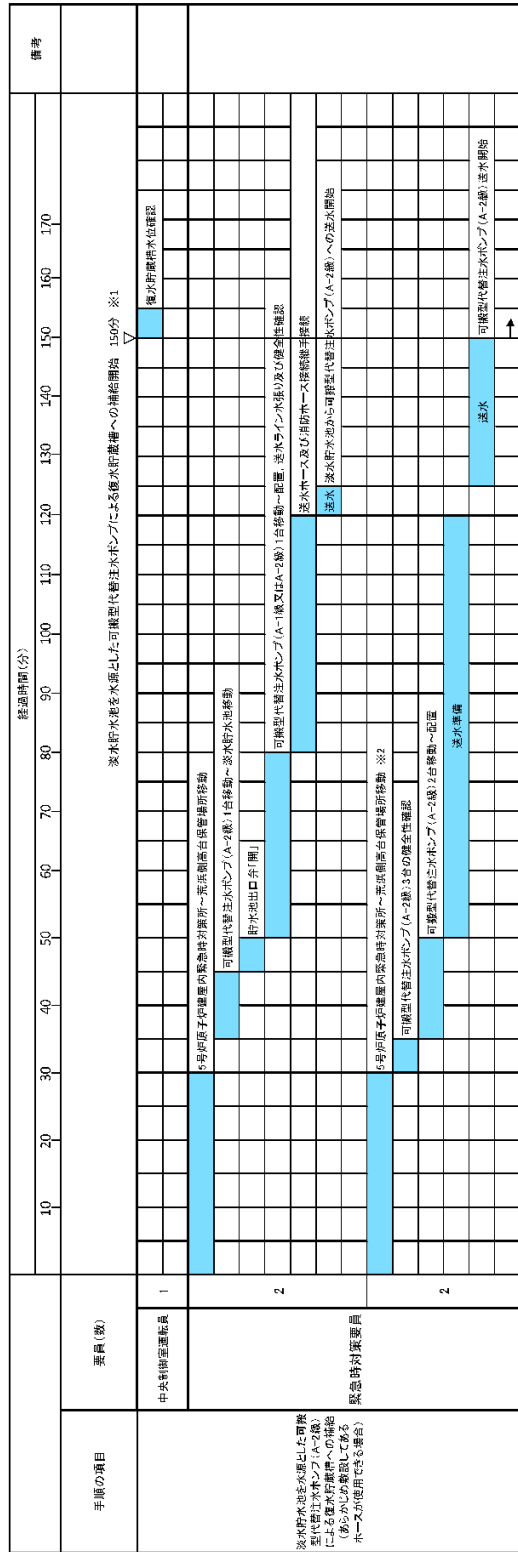 手順の項目
要員(数)
経過時間(分)
備考
10
20
30
40
50
60
70
80
90
100
110
120
130
140
150
160
170
淡水貯水池を水源とした可搬型代替注水ポンプによる復水貯蔵槽への補給開始 150分 ※1
▽
淡水貯水池を水源とした可搬
型代替注水ポンプ(A-2級)
による復水貯蔵槽への補給
(あらかじめ敷設してある
ホースが使用できる場合)
中央制御室運転員
1
復水貯蔵槽水位確認
緊急時対策要員
2
5号炉原子炉建屋内緊急時対策所～荒浜側高台保管場所移動
可搬型代替注水ポンプ(A-2級)1台移動～淡水貯水池移動
貯水池出口弁「開」
可搬型代替注水ポンプ(A-1級又はA-2級)1台移動～配置,送水ライン水張り及び健全性確認
送水ホース及び消防ホース接続継手接続
送水
淡水貯水池から可搬型代替注水ポンプ(A-2級)への送水開始
2
5号炉原子炉建屋内緊急時対策所～荒浜側高台保管場所移動 ※2
可搬型代替注水ポンプ(A-2級)3台の健全性確認
可搬型代替注水ポンプ(A-2級)2台移動～配置
送水準備
送水
可搬型代替注水ポンプ(A-2級)送水開始